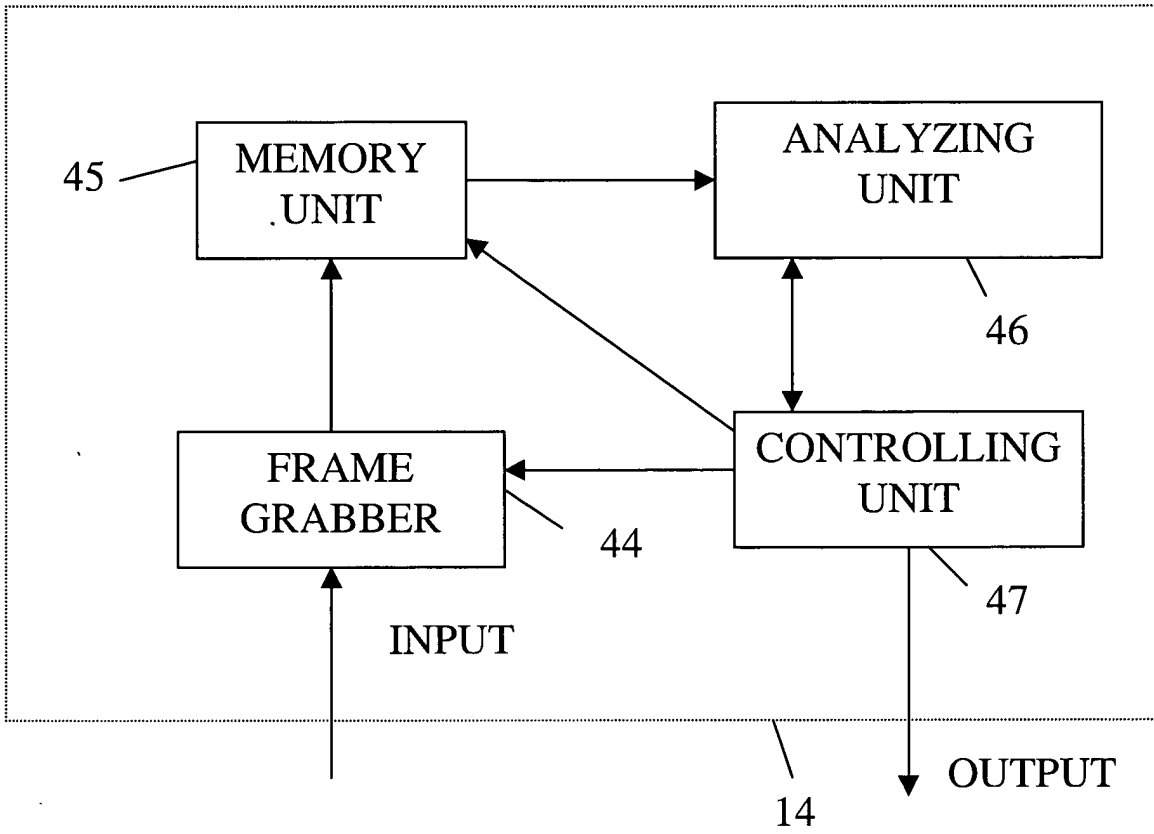 45
MEMORY
UNIT
ANALYZING
UNIT
46
FRAME
GRABBER
44
CONTROLLING
UNIT
47
INPUT
OUTPUT
14